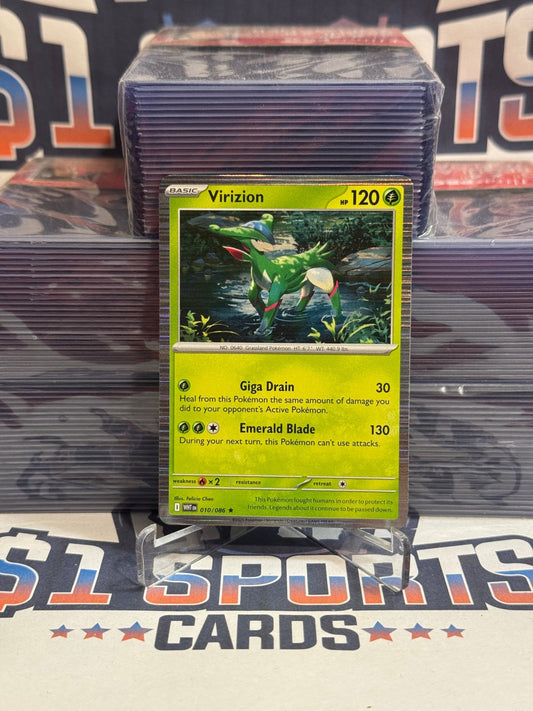 $1 SPORTS
BASIC
Virizion
HP 120
NO. 0640 Grassland Pokémon HT: 6'7" WT: 440.9 lbs.
Giga Drain 30
Heal from this Pokémon the same amount of damage you
did to your opponent's Active Pokémon.
Emerald Blade 130
During your next turn, this Pokémon can't use attacks.
weakness ×2 resistance retreat
Illus. Felicia Chen
This Pokémon fought humans in order to protect its
friends. Legends about it continue to be passed down.
WHT EN 010/086
$1 SPORTS
CARDS